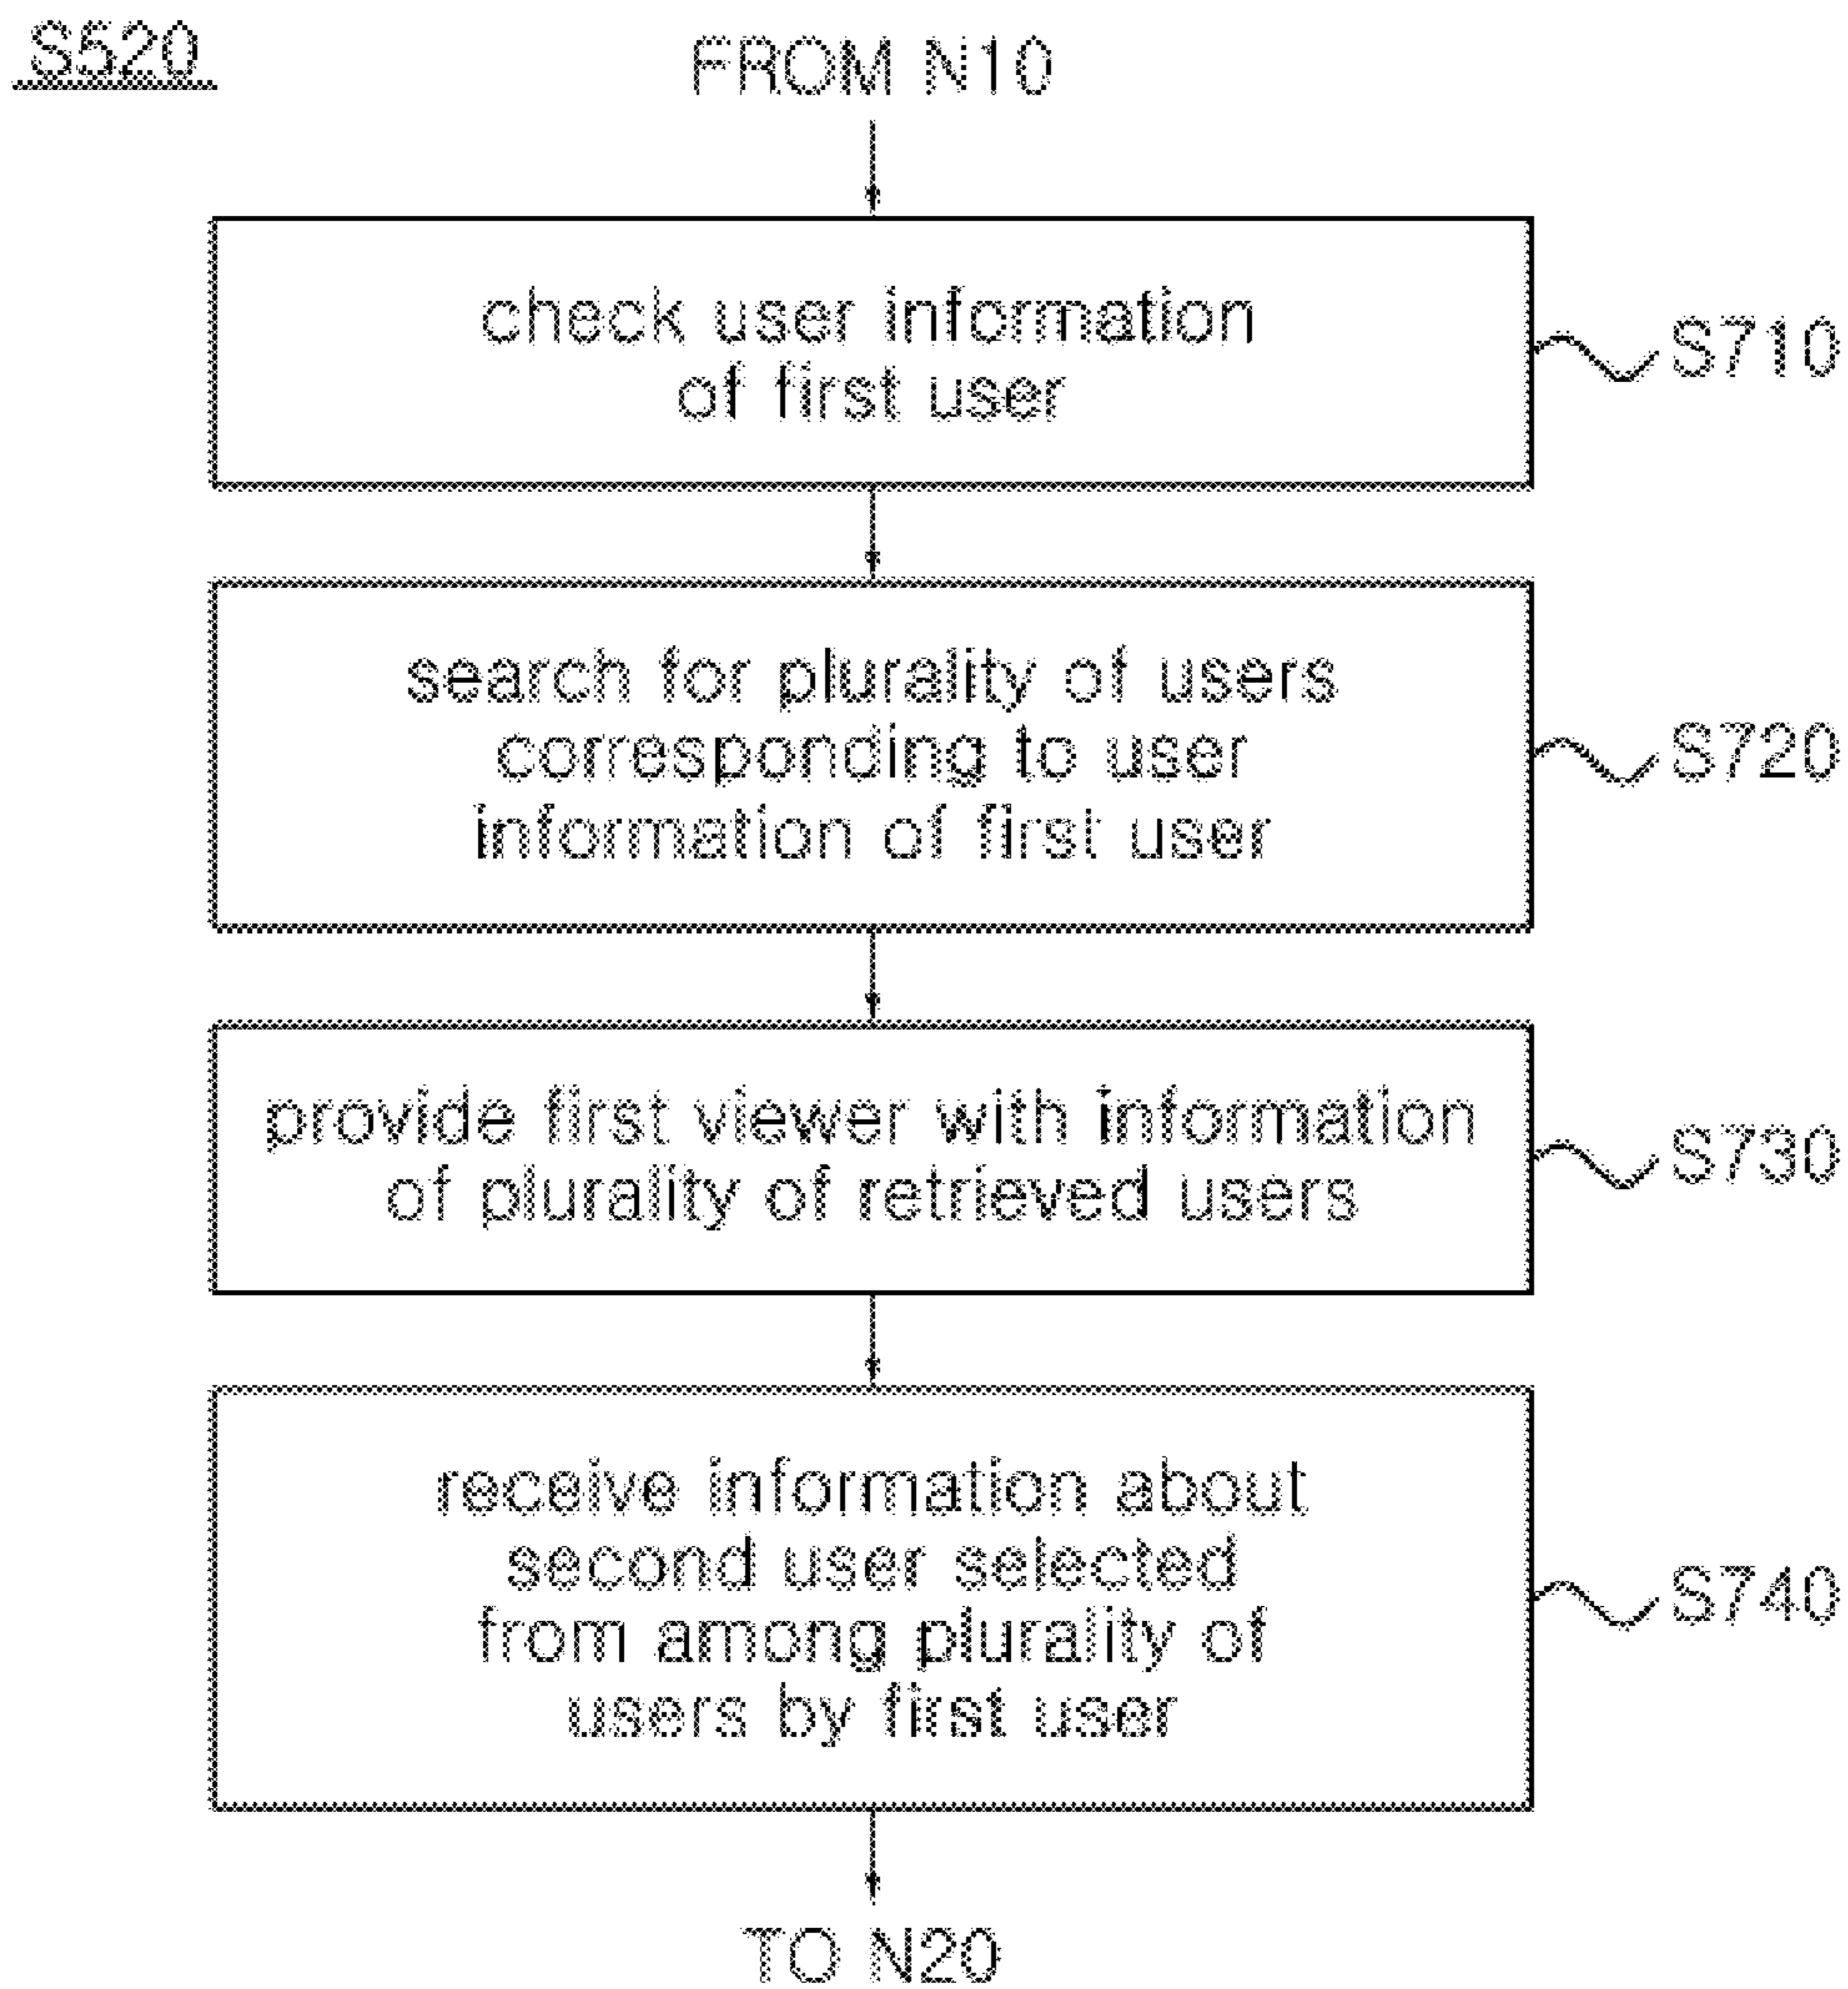 S520
FROM N10
check user information
of first user
S710
search for plurality of users
corresponding to user
information of first user
S720
provide first viewer with information
of plurality of retrieved users
S730
receive information about
second user selected
from among plurality of
users by first user
S740
TO N20